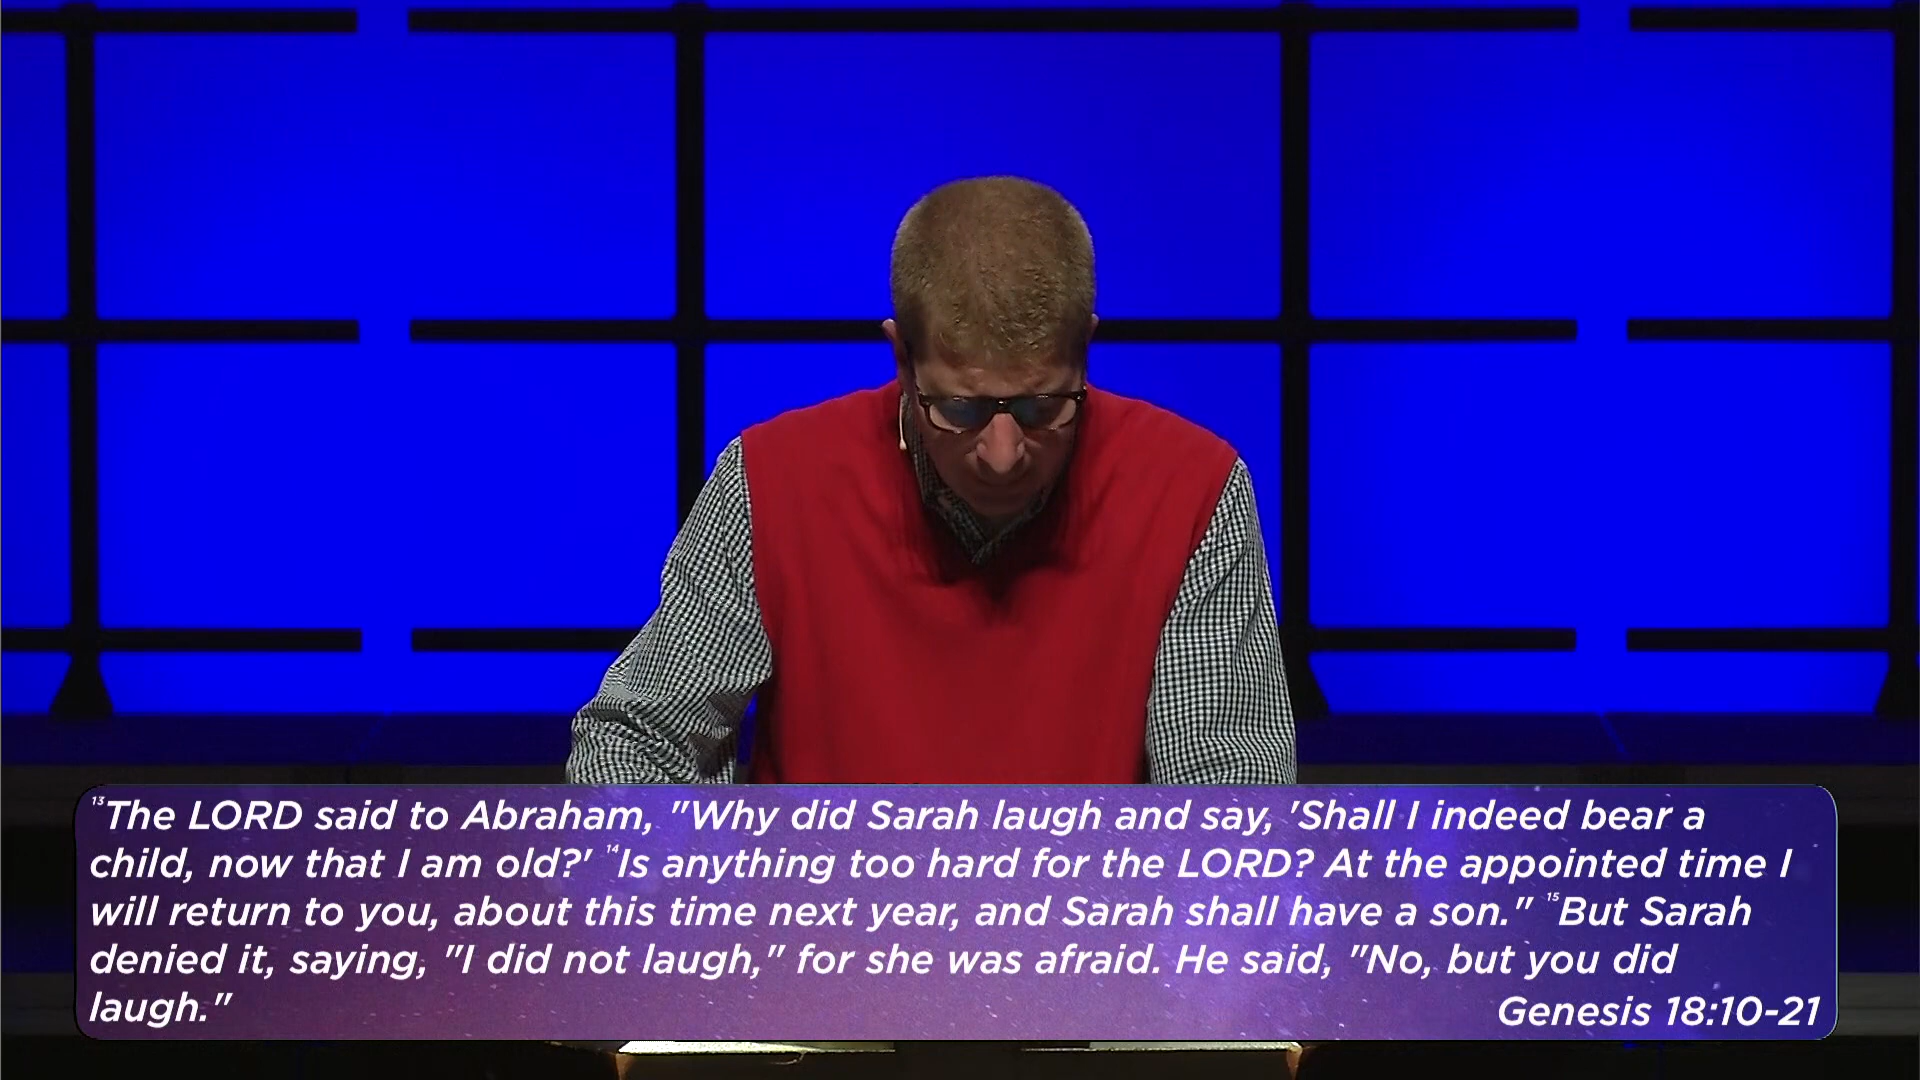 ¹³The LORD said to Abraham, "Why did Sarah laugh and say, 'Shall I indeed bear a
child, now that I am old?' ¹⁴Is anything too hard for the LORD? At the appointed time I
will return to you, about this time next year, and Sarah shall have a son." ¹⁵But Sarah
denied it, saying, "I did not laugh," for she was afraid. He said, "No, but you did
laugh."
Genesis 18:10-21